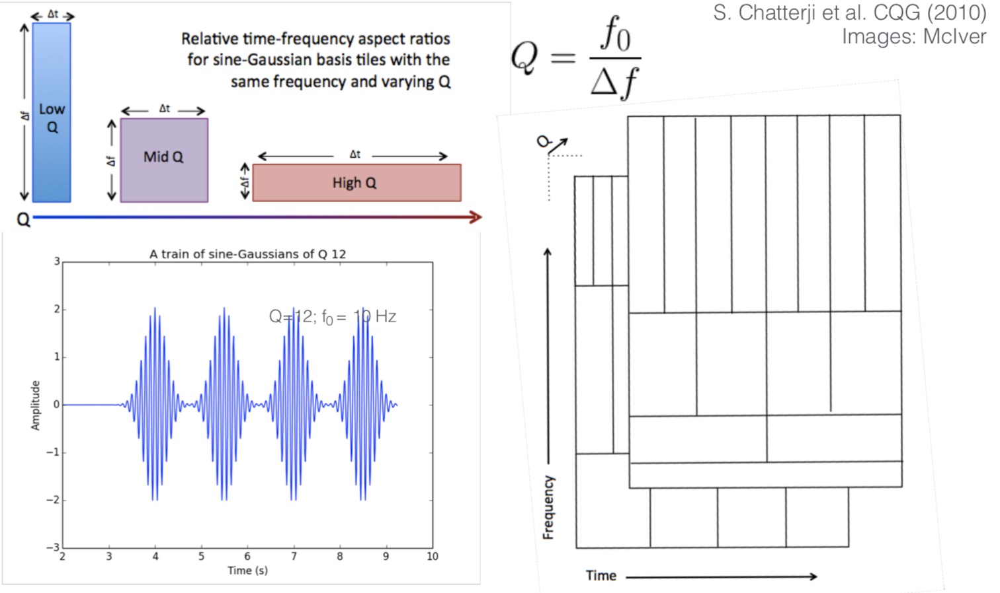 S. Chatterji et al. CQG (2010)
Images: McIver
Δt
Relative time-frequency aspect ratios
for sine-Gaussian basis tiles with the
same frequency and varying Q
Q = f0 / Δf
Δf
Low
Q
Δt
Δf
Mid Q
Δt
Δf
High Q
Q
Q
A train of sine-Gaussians of Q 12
Q=12; f0 = 10 Hz
Amplitude
3
2
1
0
−1
−2
−3
2 3 4 5 6 7 8 9 10
Time (s)
Frequency
Time